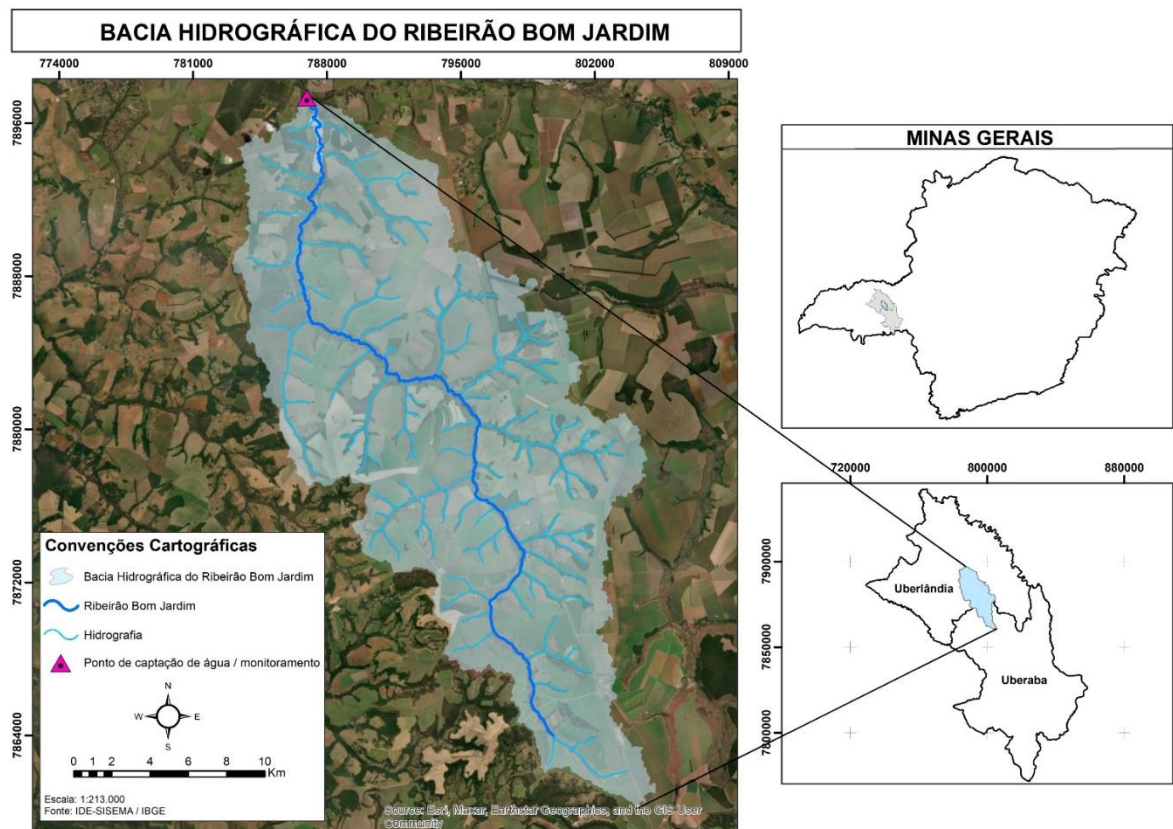 BACIA HIDROGRÁFICA DO RIBEIRÃO BOM JARDIM
774000 781000 788000 795000 802000 809000
7896000
7888000
7880000
7872000
7864000
Convenções Cartográficas
Bacia Hidrográfica do Ribeirão Bom Jardim
Ribeirão Bom Jardim
Hidrografia
Ponto de captação de água / monitoramento
N
W E
S
0 1 2 4 6 8 10
Km
Escala: 1:213.000
Fonte: IDE-SISEMA / IBGE
Source: Esri, Maxar, Earthstar Geographics, and the GIS User
Community
MINAS GERAIS
720000 800000 880000
7900000
7850000
7800000
Uberlândia
Uberaba